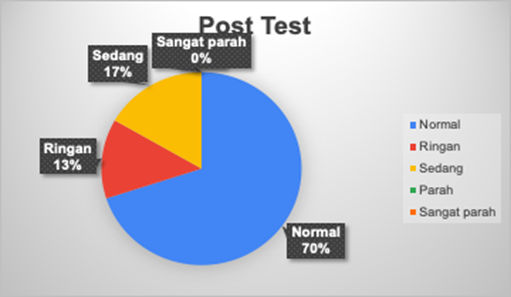 Post Test
Sangat parah
0%
Sedang
17%
Ringan
13%
Normal
70%
Normal
Ringan
Sedang
Parah
Sangat parah